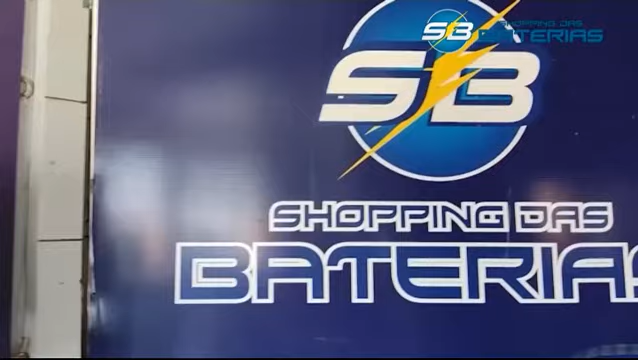 SB
SHOPPING DAS
BATERIAS
SB
SHOPPING DAS
BATERIAS